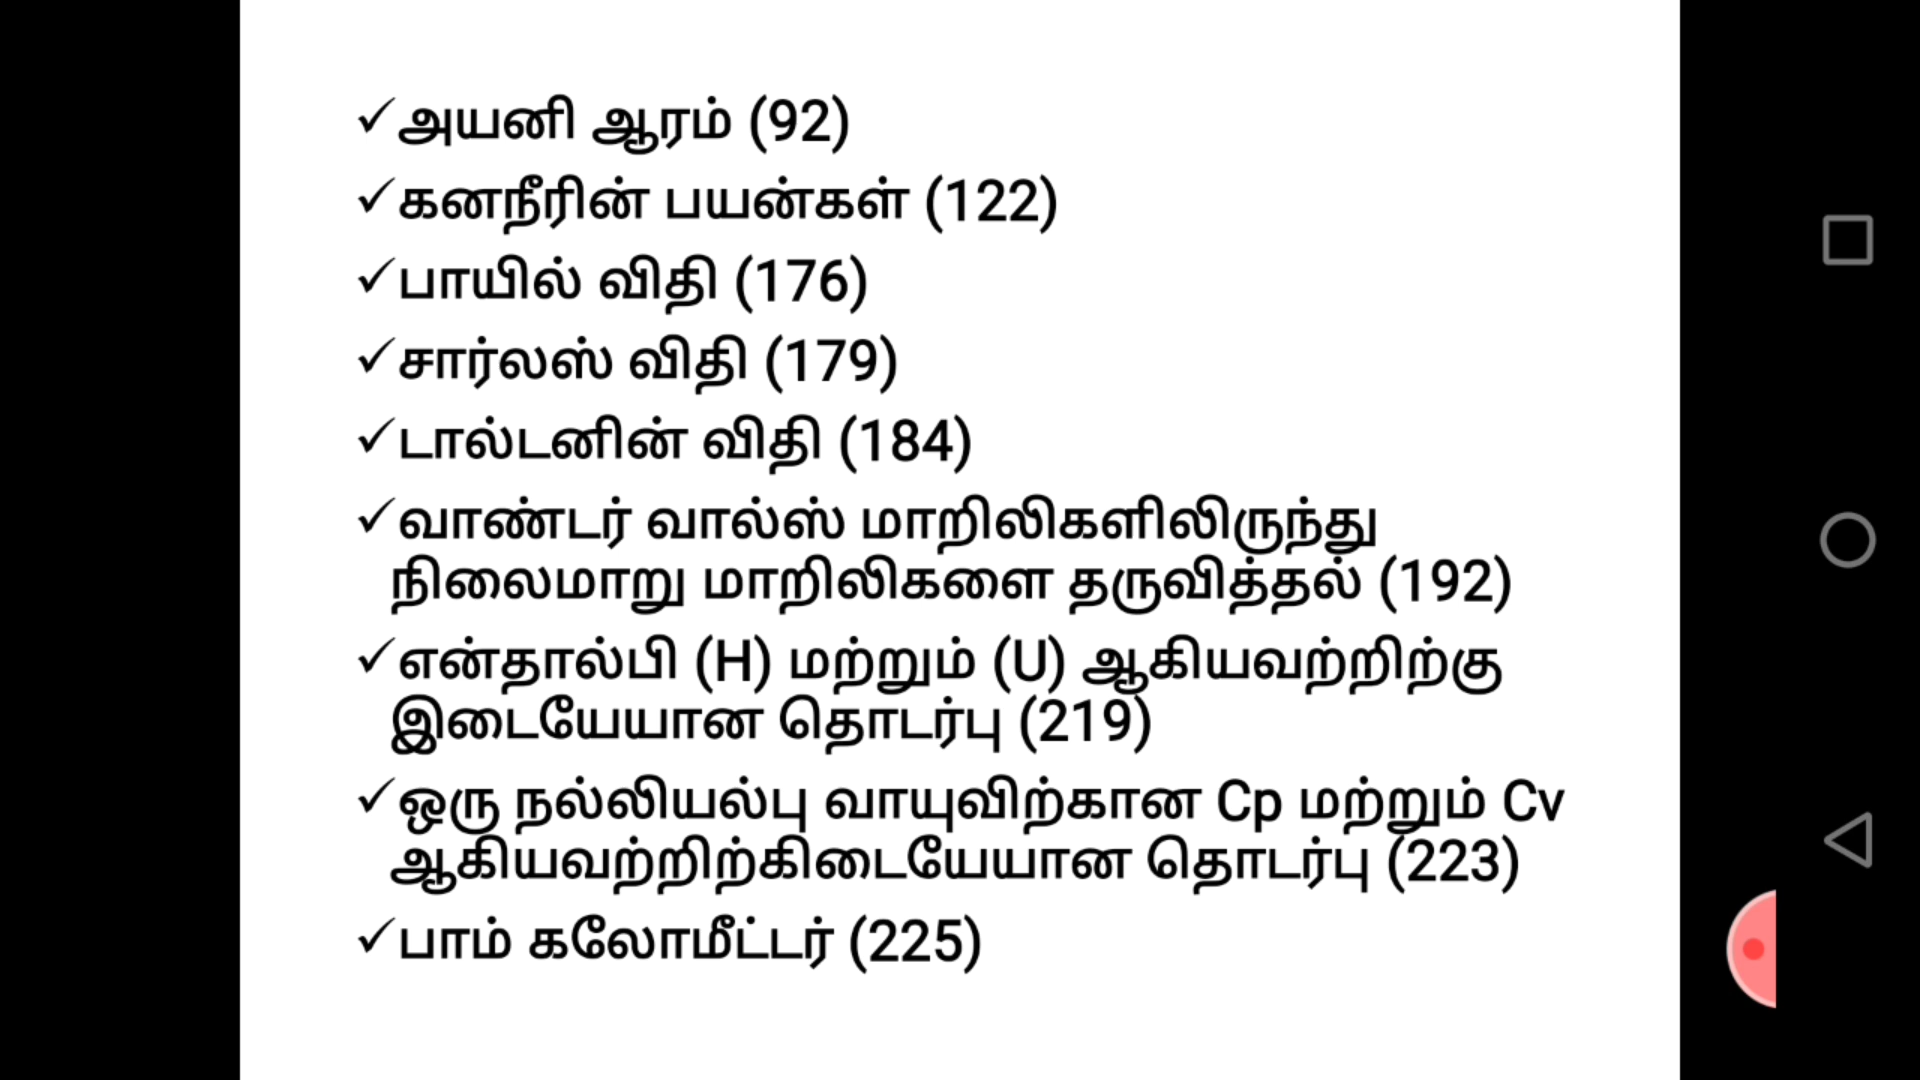 ✓அயனி ஆரம் (92)
✓கனநீரின் பயன்கள் (122)
✓பாயில் விதி (176)
✓சார்லஸ் விதி (179)
✓டால்டனின் விதி (184)
✓வாண்டர் வால்ஸ் மாறிலிகளிலிருந்து
நிலைமாறு மாறிலிகளை தருவித்தல் (192)
✓என்தால்பி (H) மற்றும் (U) ஆகியவற்றிற்கு
இடையேயான தொடர்பு (219)
✓ஒரு நல்லியல்பு வாயுவிற்கான Cp மற்றும் Cv
ஆகியவற்றிற்கிடையேயான தொடர்பு (223)
✓பாம் கலோமீட்டர் (225)